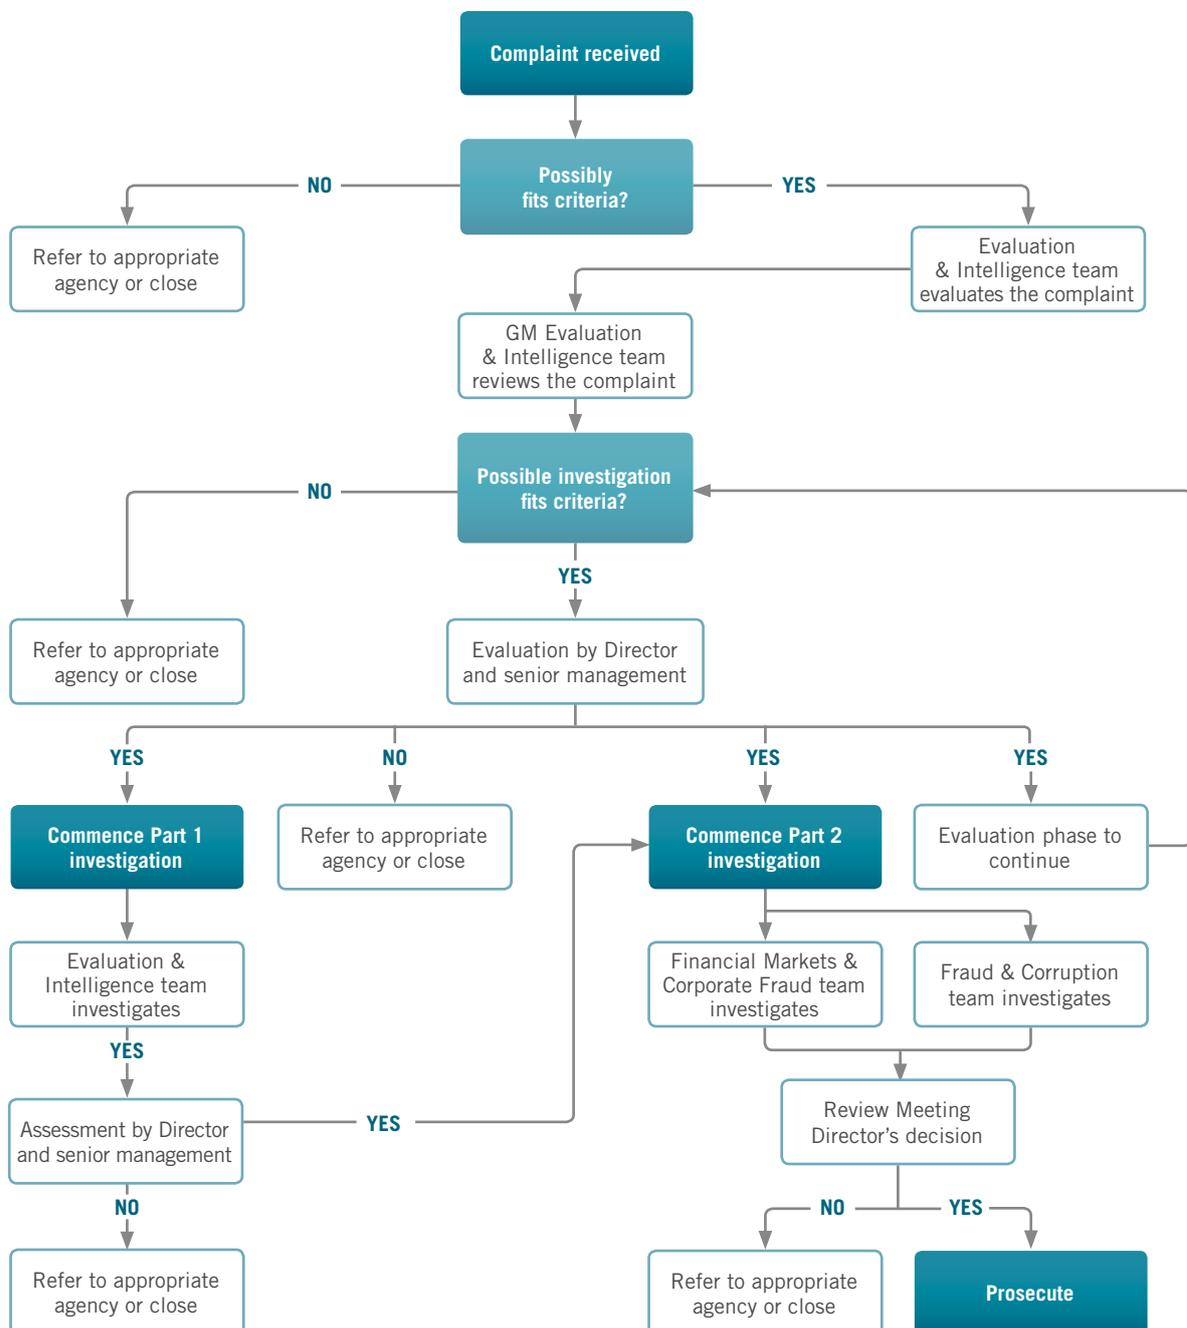 Complaint received
Possibly
fits criteria?
NO
YES
Refer to appropriate
agency or close
Evaluation
& Intelligence team
evaluates the complaint
GM Evaluation
& Intelligence team
reviews the complaint
Possible investigation
fits criteria?
NO
YES
Refer to appropriate
agency or close
Evaluation by Director
and senior management
YES
NO
YES
YES
Commence Part 1
investigation
Refer to appropriate
agency or close
Commence Part 2
investigation
Evaluation phase to
continue
Evaluation &
Intelligence team
investigates
Financial Markets &
Corporate Fraud team
investigates
Fraud & Corruption
team investigates
YES
Assessment by Director
and senior management
YES
Review Meeting
Director’s decision
NO
NO
YES
Refer to appropriate
agency or close
Refer to appropriate
agency or close
Prosecute